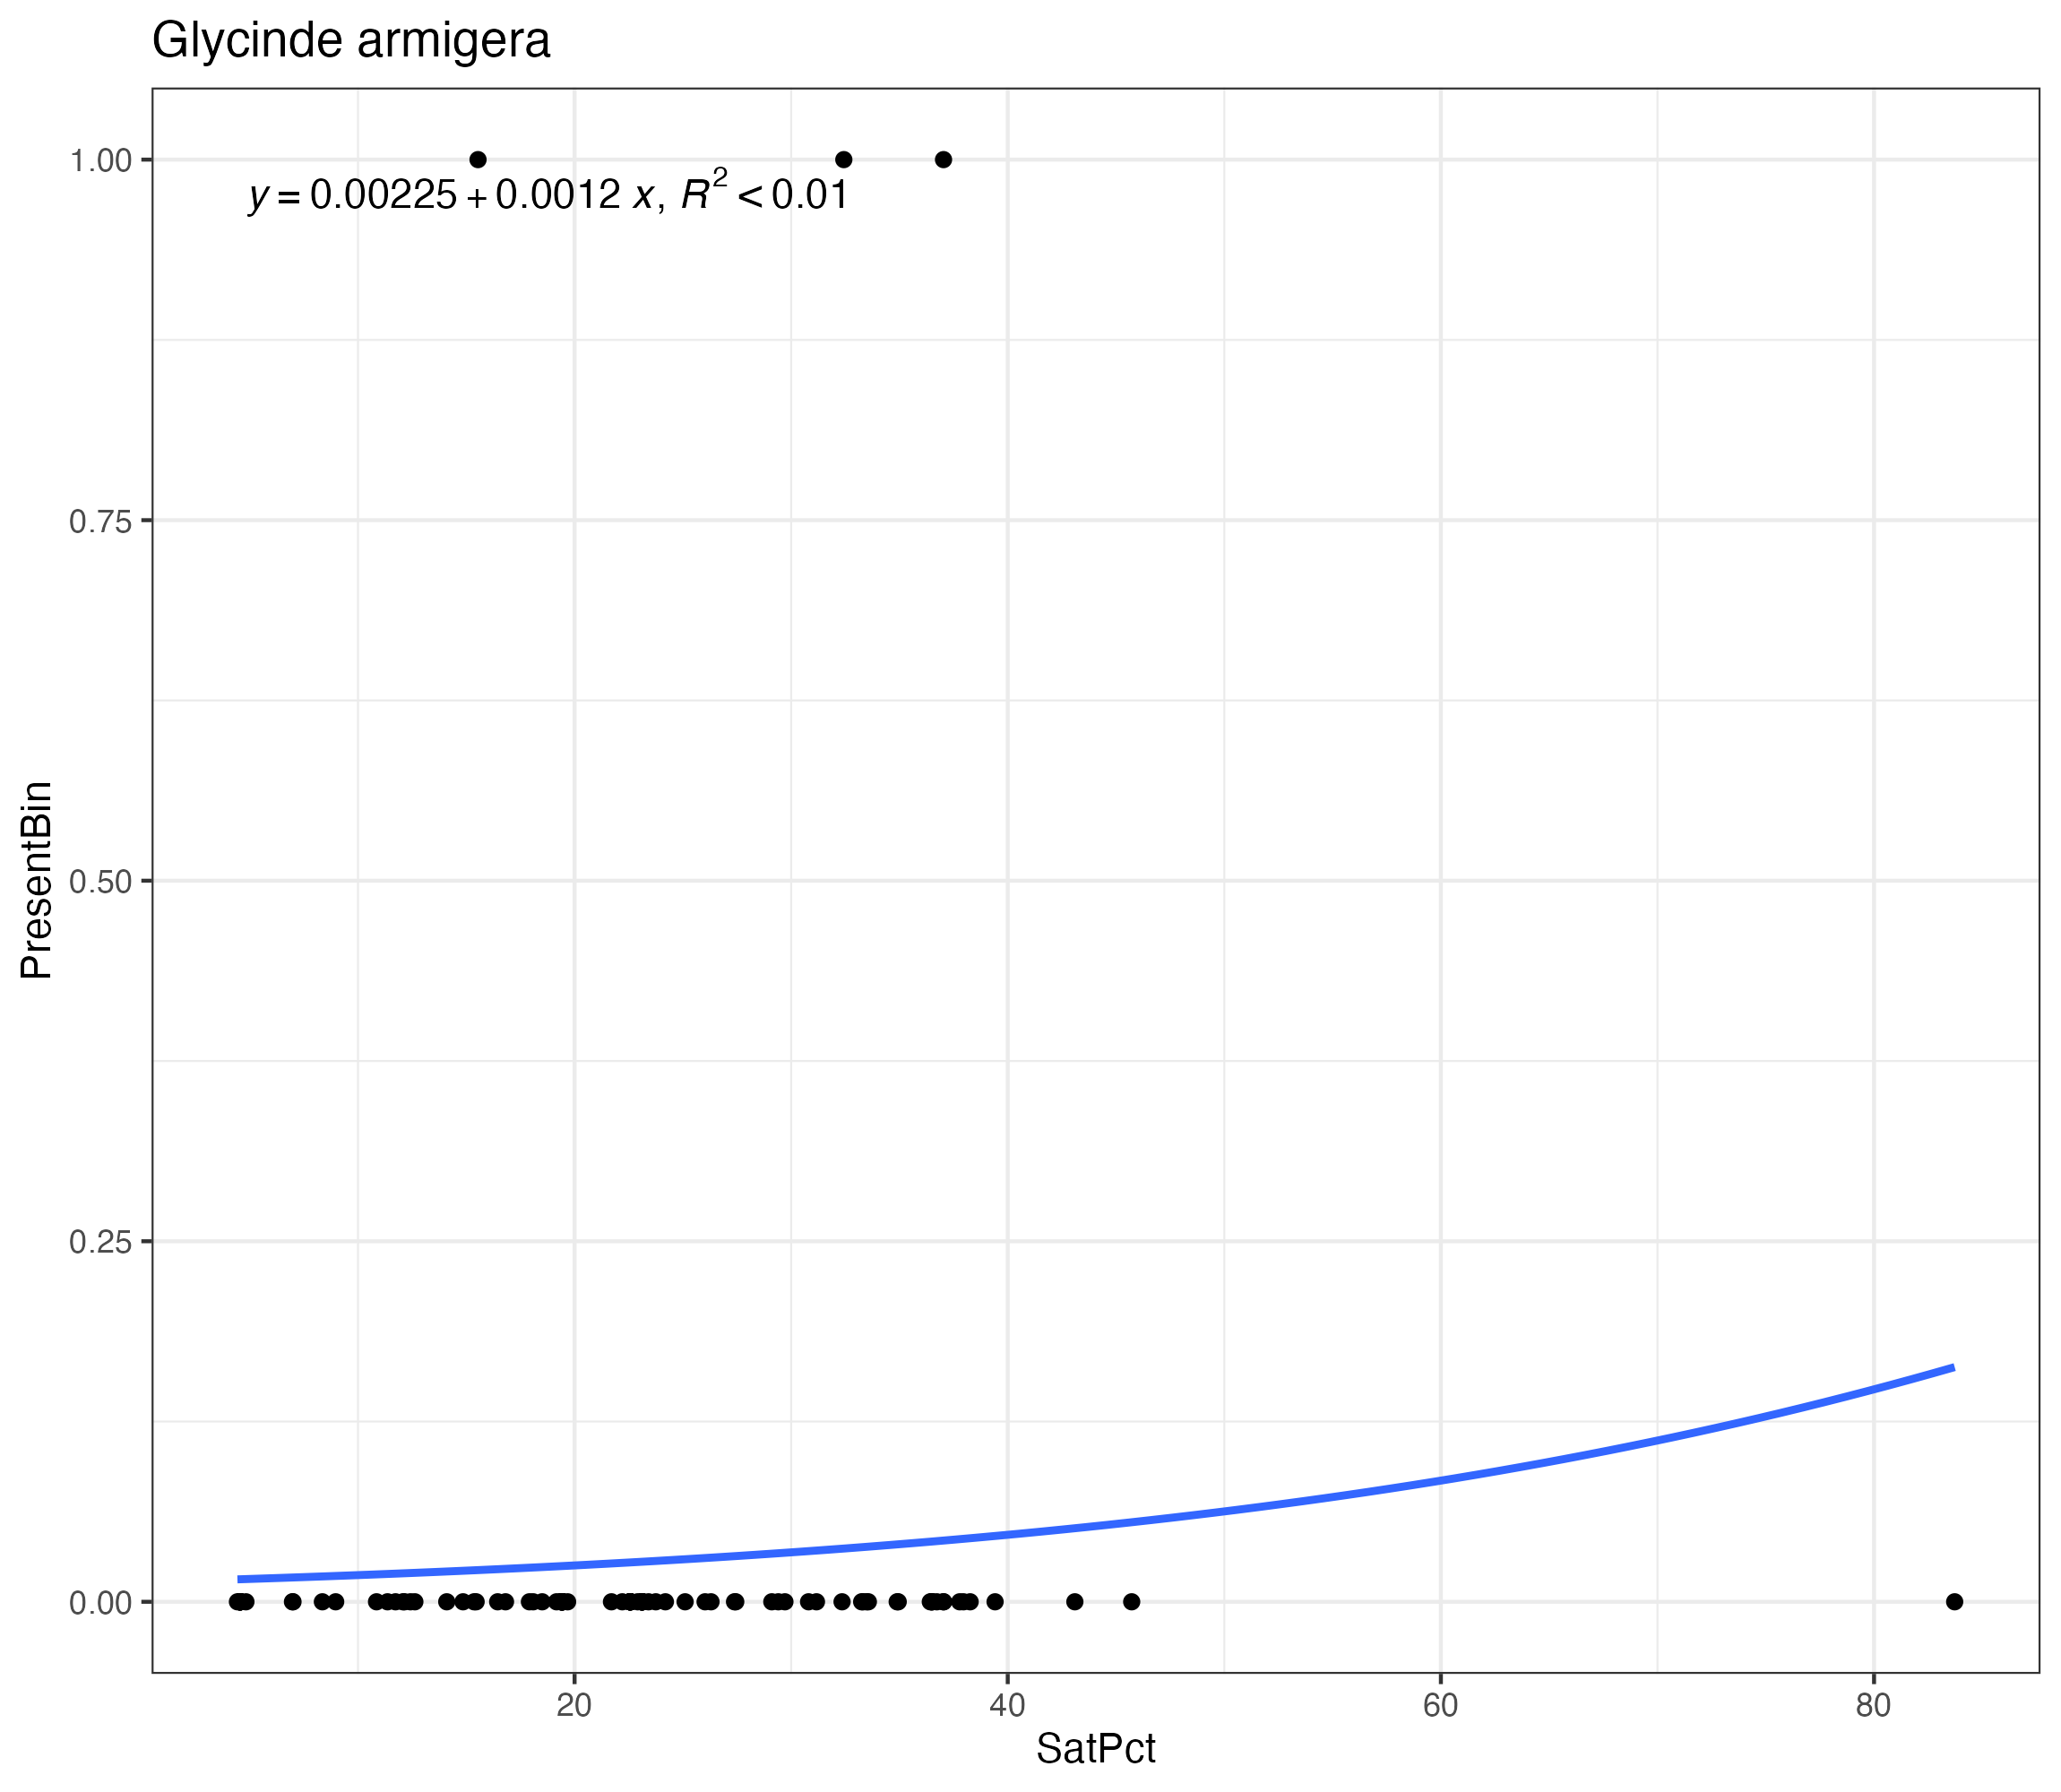 Glycinde armigera
1.00
y = 0.00225 + 0.0012 x, R² < 0.01
0.75
0.50
0.25
0.00
PresentBin
20 40 60 80
SatPct